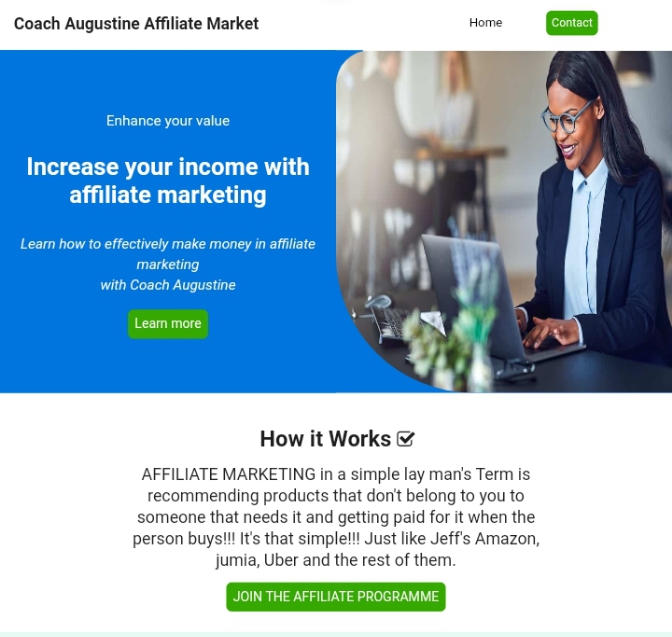 Coach Augustine Affiliate Market
Home
Contact
Enhance your value
Increase your income with
affiliate marketing
Learn how to effectively make money in affiliate
marketing
with Coach Augustine
Learn more
How it Works
AFFILIATE MARKETING in a simple lay man's Term is
recommending products that don't belong to you to
someone that needs it and getting paid for it when the
person buys!!! It's that simple!!! Just like Jeff's Amazon,
jumia, Uber and the rest of them.
JOIN THE AFFILIATE PROGRAMME